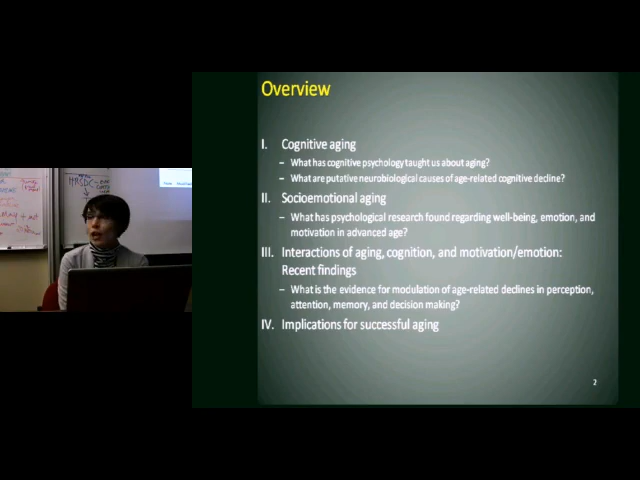 Overview
I. Cognitive aging
– What has cognitive psychology taught us about aging?
– What are putative neurobiological causes of age-related cognitive decline?
II. Socioemotional aging
– What has psychological research found regarding well-being, emotion, and
motivation in advanced age?
III. Interactions of aging, cognition, and motivation/emotion:
Recent findings
– What is the evidence for modulation of age-related declines in perception,
attention, memory, and decision making?
IV. Implications for successful aging
2
HRSDC
MAY